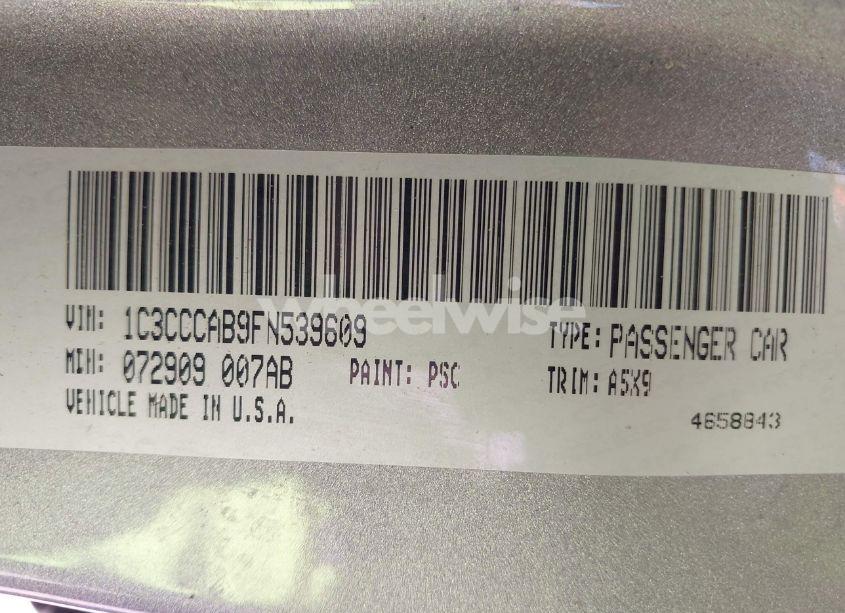 wheelwise
VIN: 1C3CCCAB9FN539609 TYPE: PASSENGER CAR
MDH: 072909 007AB PAINT: PSC TRIM: A5X9
VEHICLE MADE IN U.S.A. 4658843